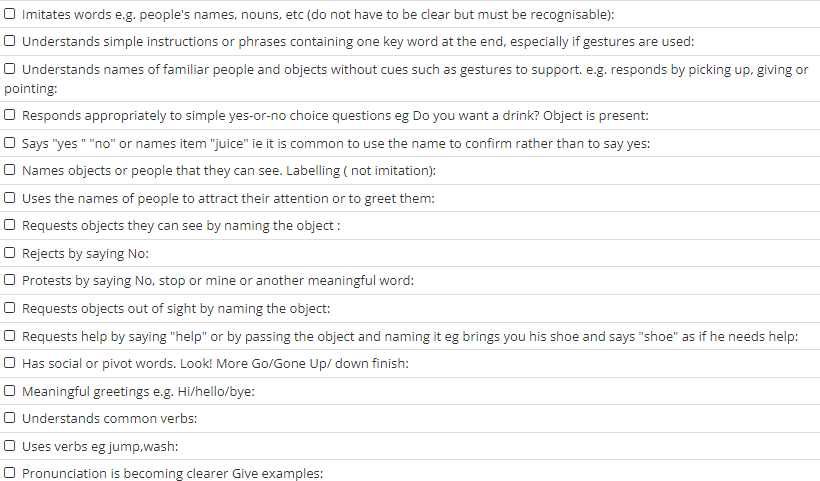 Imitates words e.g. people's names, nouns, etc (do not have to be clear but must be recognisable):
Understands simple instructions or phrases containing one key word at the end, especially if gestures are used:
Understands names of familiar people and objects without cues such as gestures to support. e.g. responds by picking up, giving or
pointing:
Responds appropriately to simple yes-or-no choice questions eg Do you want a drink? Object is present:
Says "yes " "no" or names item "juice" ie it is common to use the name to confirm rather than to say yes:
Names objects or people that they can see. Labelling ( not imitation):
Uses the names of people to attract their attention or to greet them:
Requests objects they can see by naming the object :
Rejects by saying No:
Protests by saying No, stop or mine or another meaningful word:
Requests objects out of sight by naming the object:
Requests help by saying "help" or by passing the object and naming it eg brings you his shoe and says "shoe" as if he needs help:
Has social or pivot words. Look! More Go/Gone Up/ down finish:
Meaningful greetings e.g. Hi/hello/bye:
Understands common verbs:
Uses verbs eg jump,wash:
Pronunciation is becoming clearer Give examples: